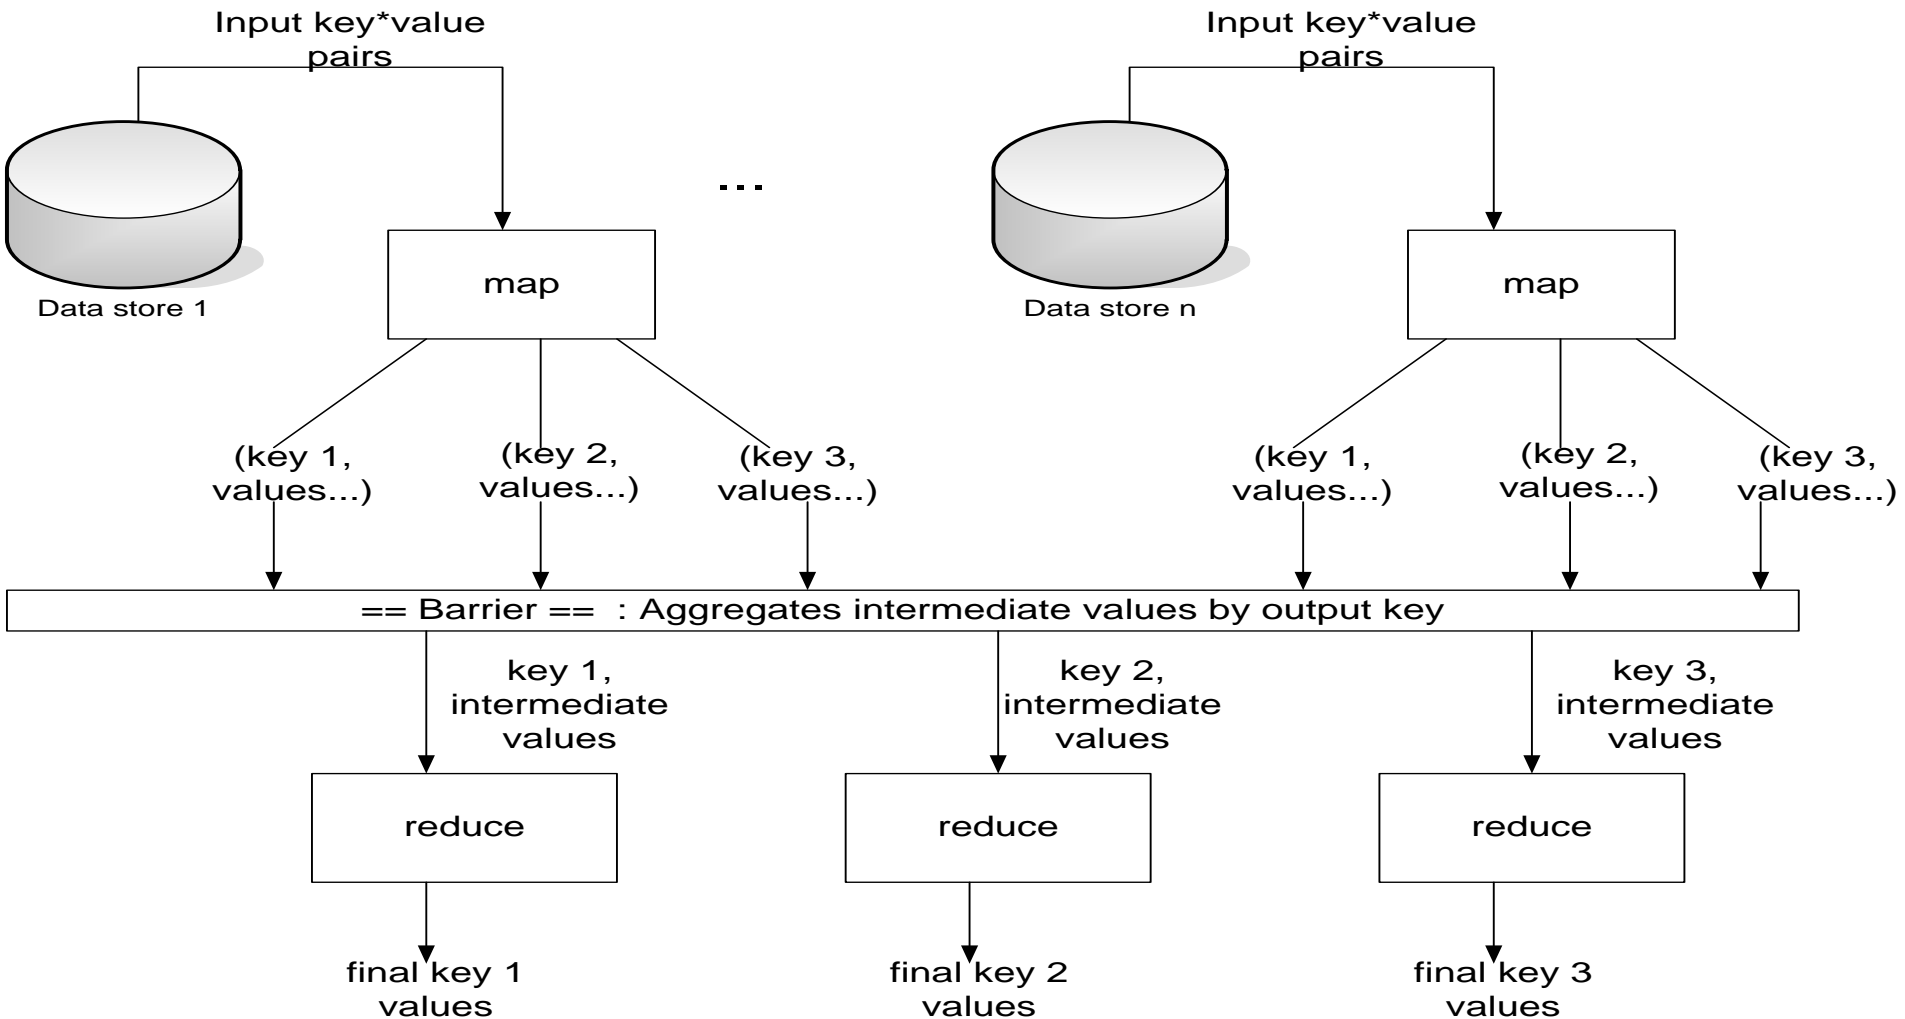 Input key*value
pairs
Input key*value
pairs
...
Data store 1
map
Data store n
map
(key 1,
values...)
(key 2,
values...)
(key 3,
values...)
(key 1,
values...)
(key 2,
values...)
(key 3,
values...)
== Barrier == : Aggregates intermediate values by output key
key 1,
intermediate
values
key 2,
intermediate
values
key 3,
intermediate
values
reduce
reduce
reduce
final key 1
values
final key 2
values
final key 3
values